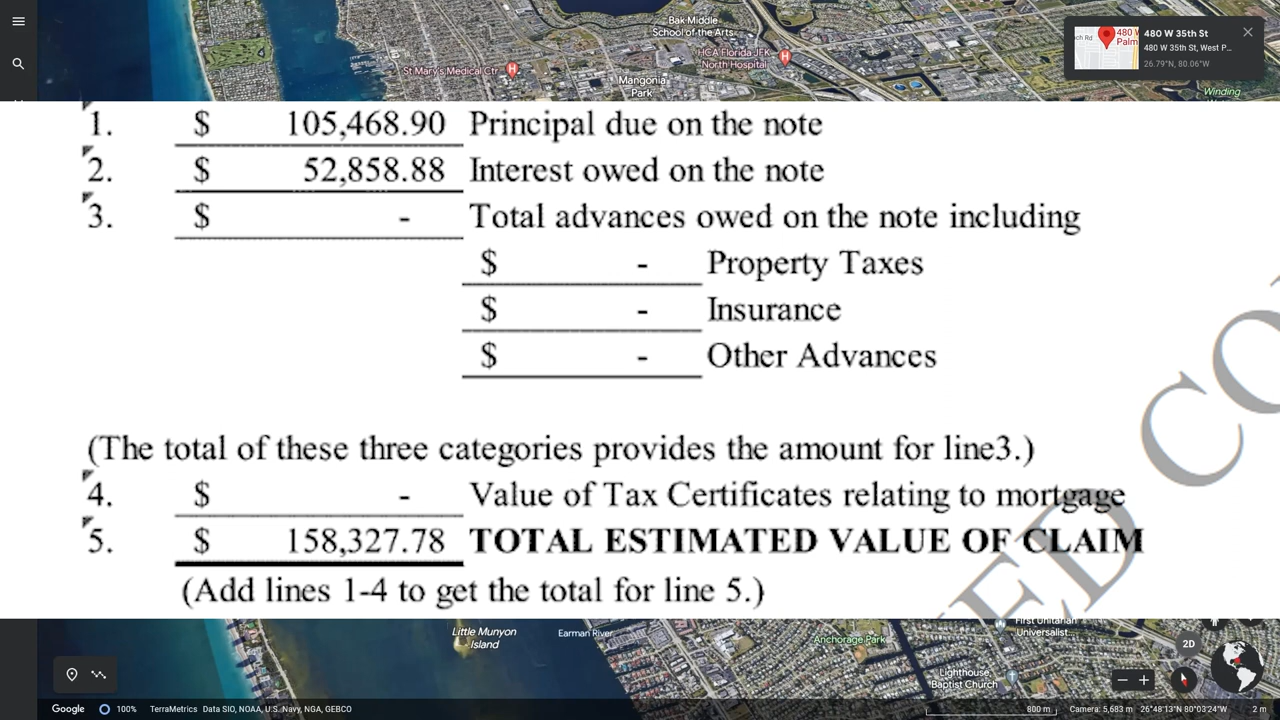 Bak Middle
School of the Arts
HCA Florida JFK
North Hospital
St Mary's Medical Ctr
H
H
Mangonia
Park
480 W
Palm
480 W 35th St
480 W 35th St, West P...
26.79°N, 80.06°W
Winding
1. $ 105,468.90 Principal due on the note
2. $ 52,858.88 Interest owed on the note
3. $ - Total advances owed on the note including
$ - Property Taxes
$ - Insurance
$ - Other Advances
(The total of these three categories provides the amount for line3.)
4. $ - Value of Tax Certificates relating to mortgage
5. $ 158,327.78 TOTAL ESTIMATED VALUE OF CLAIM
(Add lines 1-4 to get the total for line 5.)
ED CO
Little Munyon
Island
Earman River
Anchorage Park
First Unitarian
Universalist...
Lighthouse
Baptist Church
2D
Google 100% TerraMetrics Data SIO, NOAA, U.S. Navy, NGA, GEBCO
800 m Camera: 5,683 m 26°48'13"N 80°03'24"W 2 m